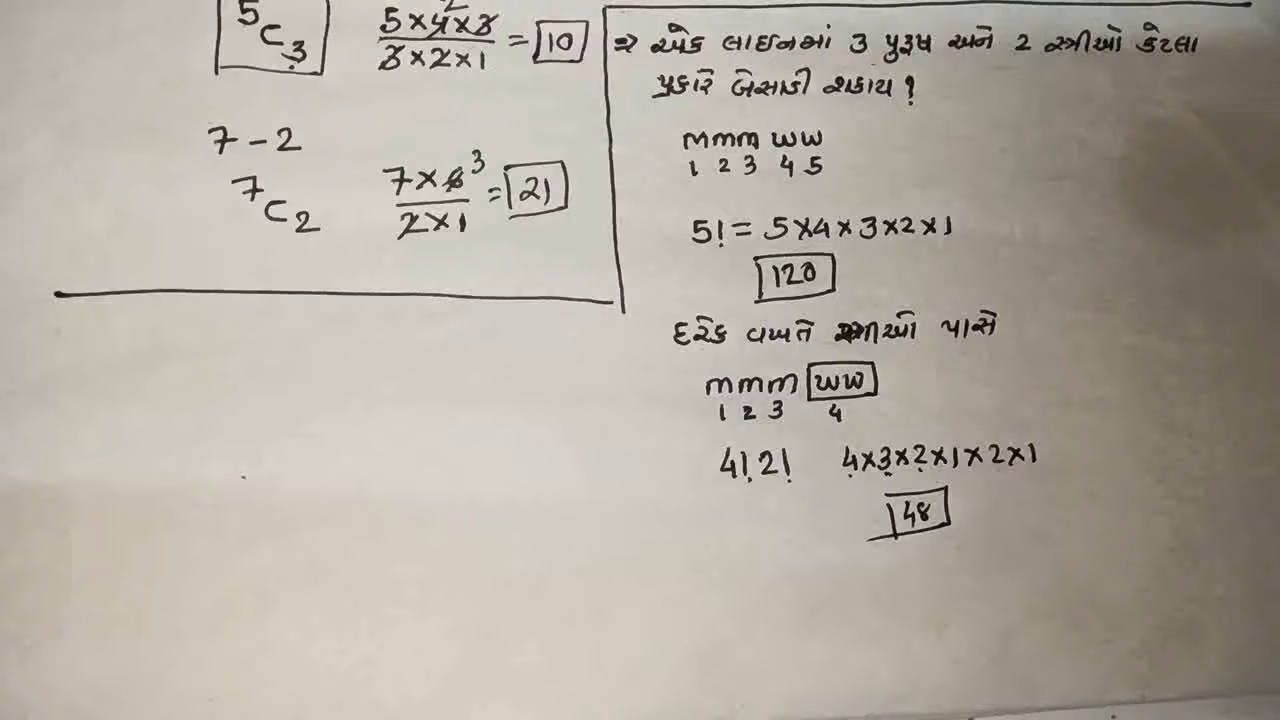 ⁵C₃ 5×4×3 / 3×2×1 = 10
2
7-2
⁷C₂ 7×6 / 2×1 = 21
3
⇒ એક લાઇનમાં 3 પુરૂષ અને 2 સ્ત્રીઓ કેટલા
પ્રકારે બેસાડી શકાય ?
mmm ww
1 2 3 4 5
5! = 5×4×3×2×1
120
દરેક વખતે સ્ત્રીઓ પાસે
mmm ww
1 2 3 4
4! 2! 4×3×2×1×2×1
48